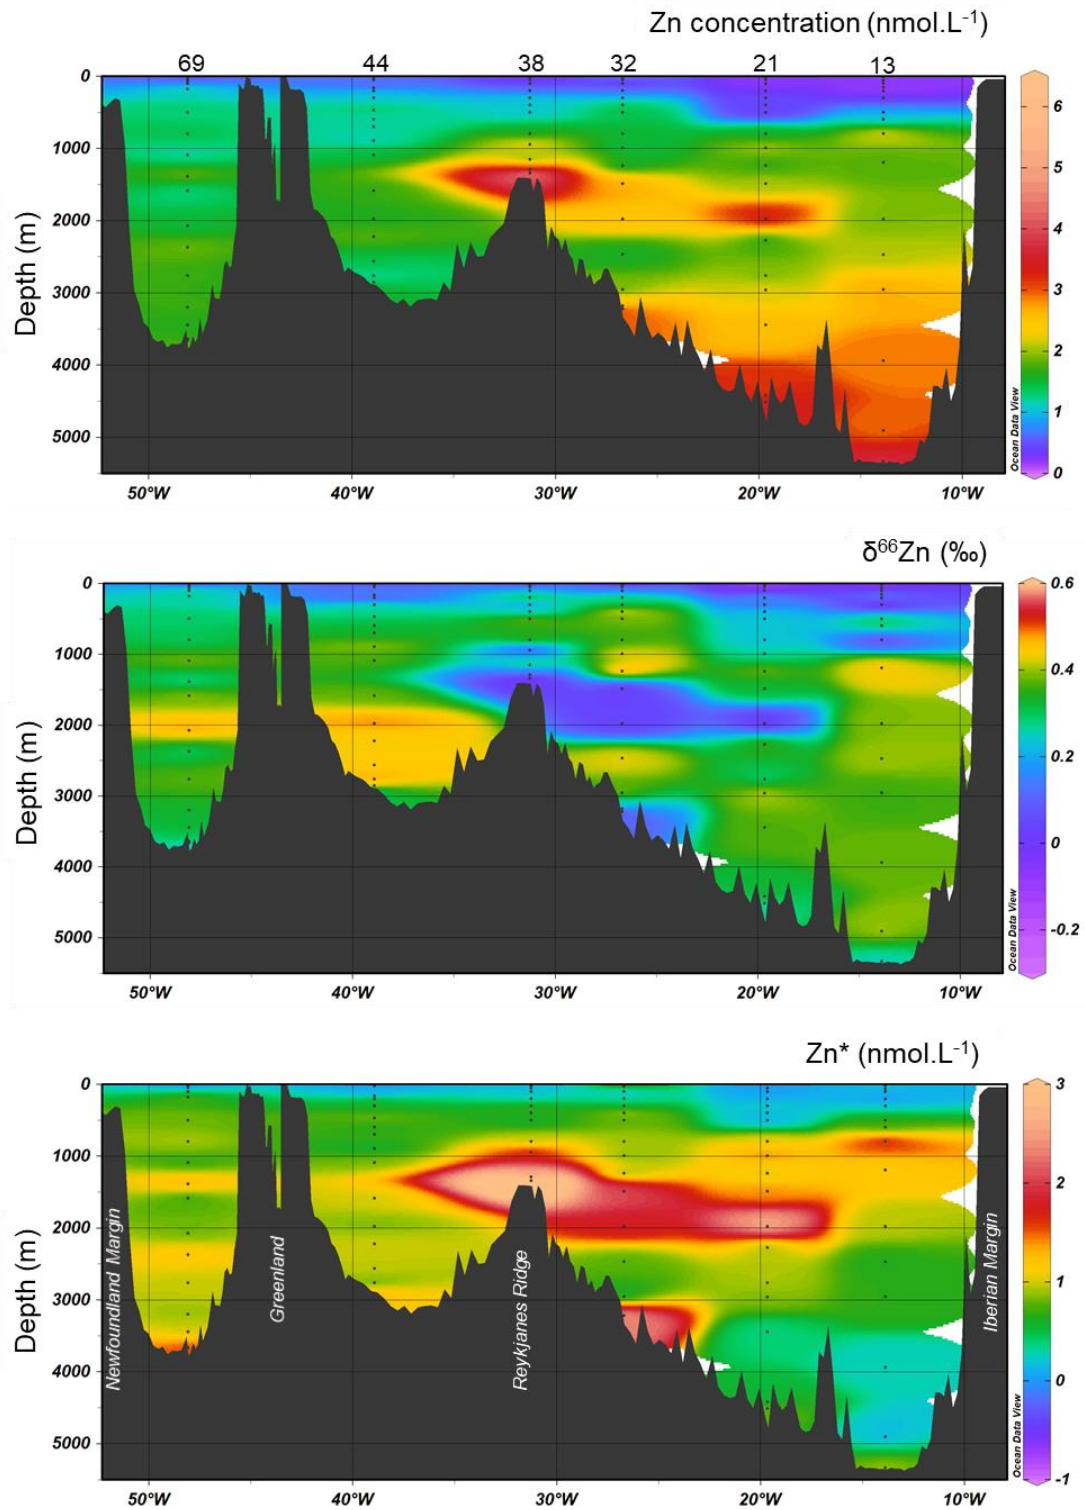 Zn concentration (nmol.L-1)
69 44 38 32 21 13
0
1000
2000
3000
4000
5000
Depth (m)
6
5
4
3
2
1
0
Ocean Data View
50°W 40°W 30°W 20°W 10°W
δ66Zn (‰)
0
1000
2000
3000
4000
5000
Depth (m)
0.6
0.4
0.2
0
-0.2
Ocean Data View
50°W 40°W 30°W 20°W 10°W
Zn* (nmol.L-1)
0
1000
2000
3000
4000
5000
Depth (m)
Newfoundland Margin
Greenland
Reykjanes Ridge
Iberian Margin
3
2
1
0
-1
Ocean Data View
50°W 40°W 30°W 20°W 10°W